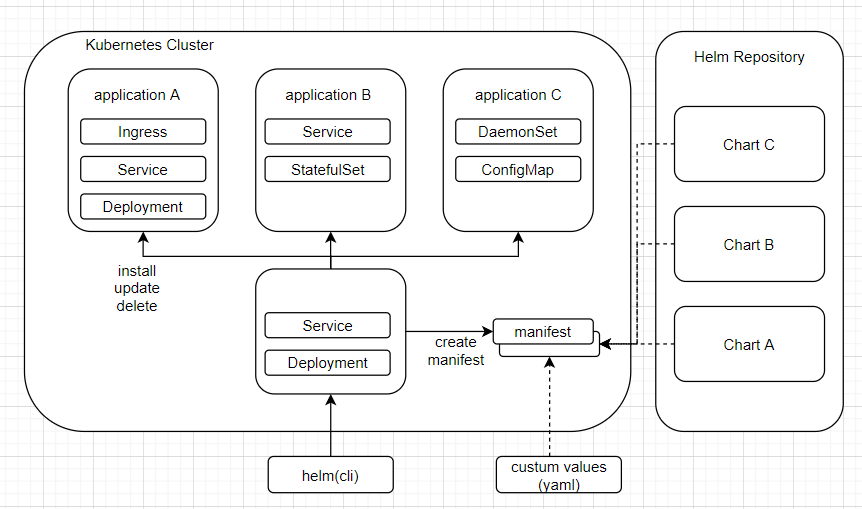 Kubernetes Cluster
application A
Ingress
Service
Deployment
application B
Service
StatefulSet
application C
DaemonSet
ConfigMap
install
update
delete
Service
Deployment
create
manifest
manifest
helm(cli)
custum values
(yaml)
Helm Repository
Chart C
Chart B
Chart A